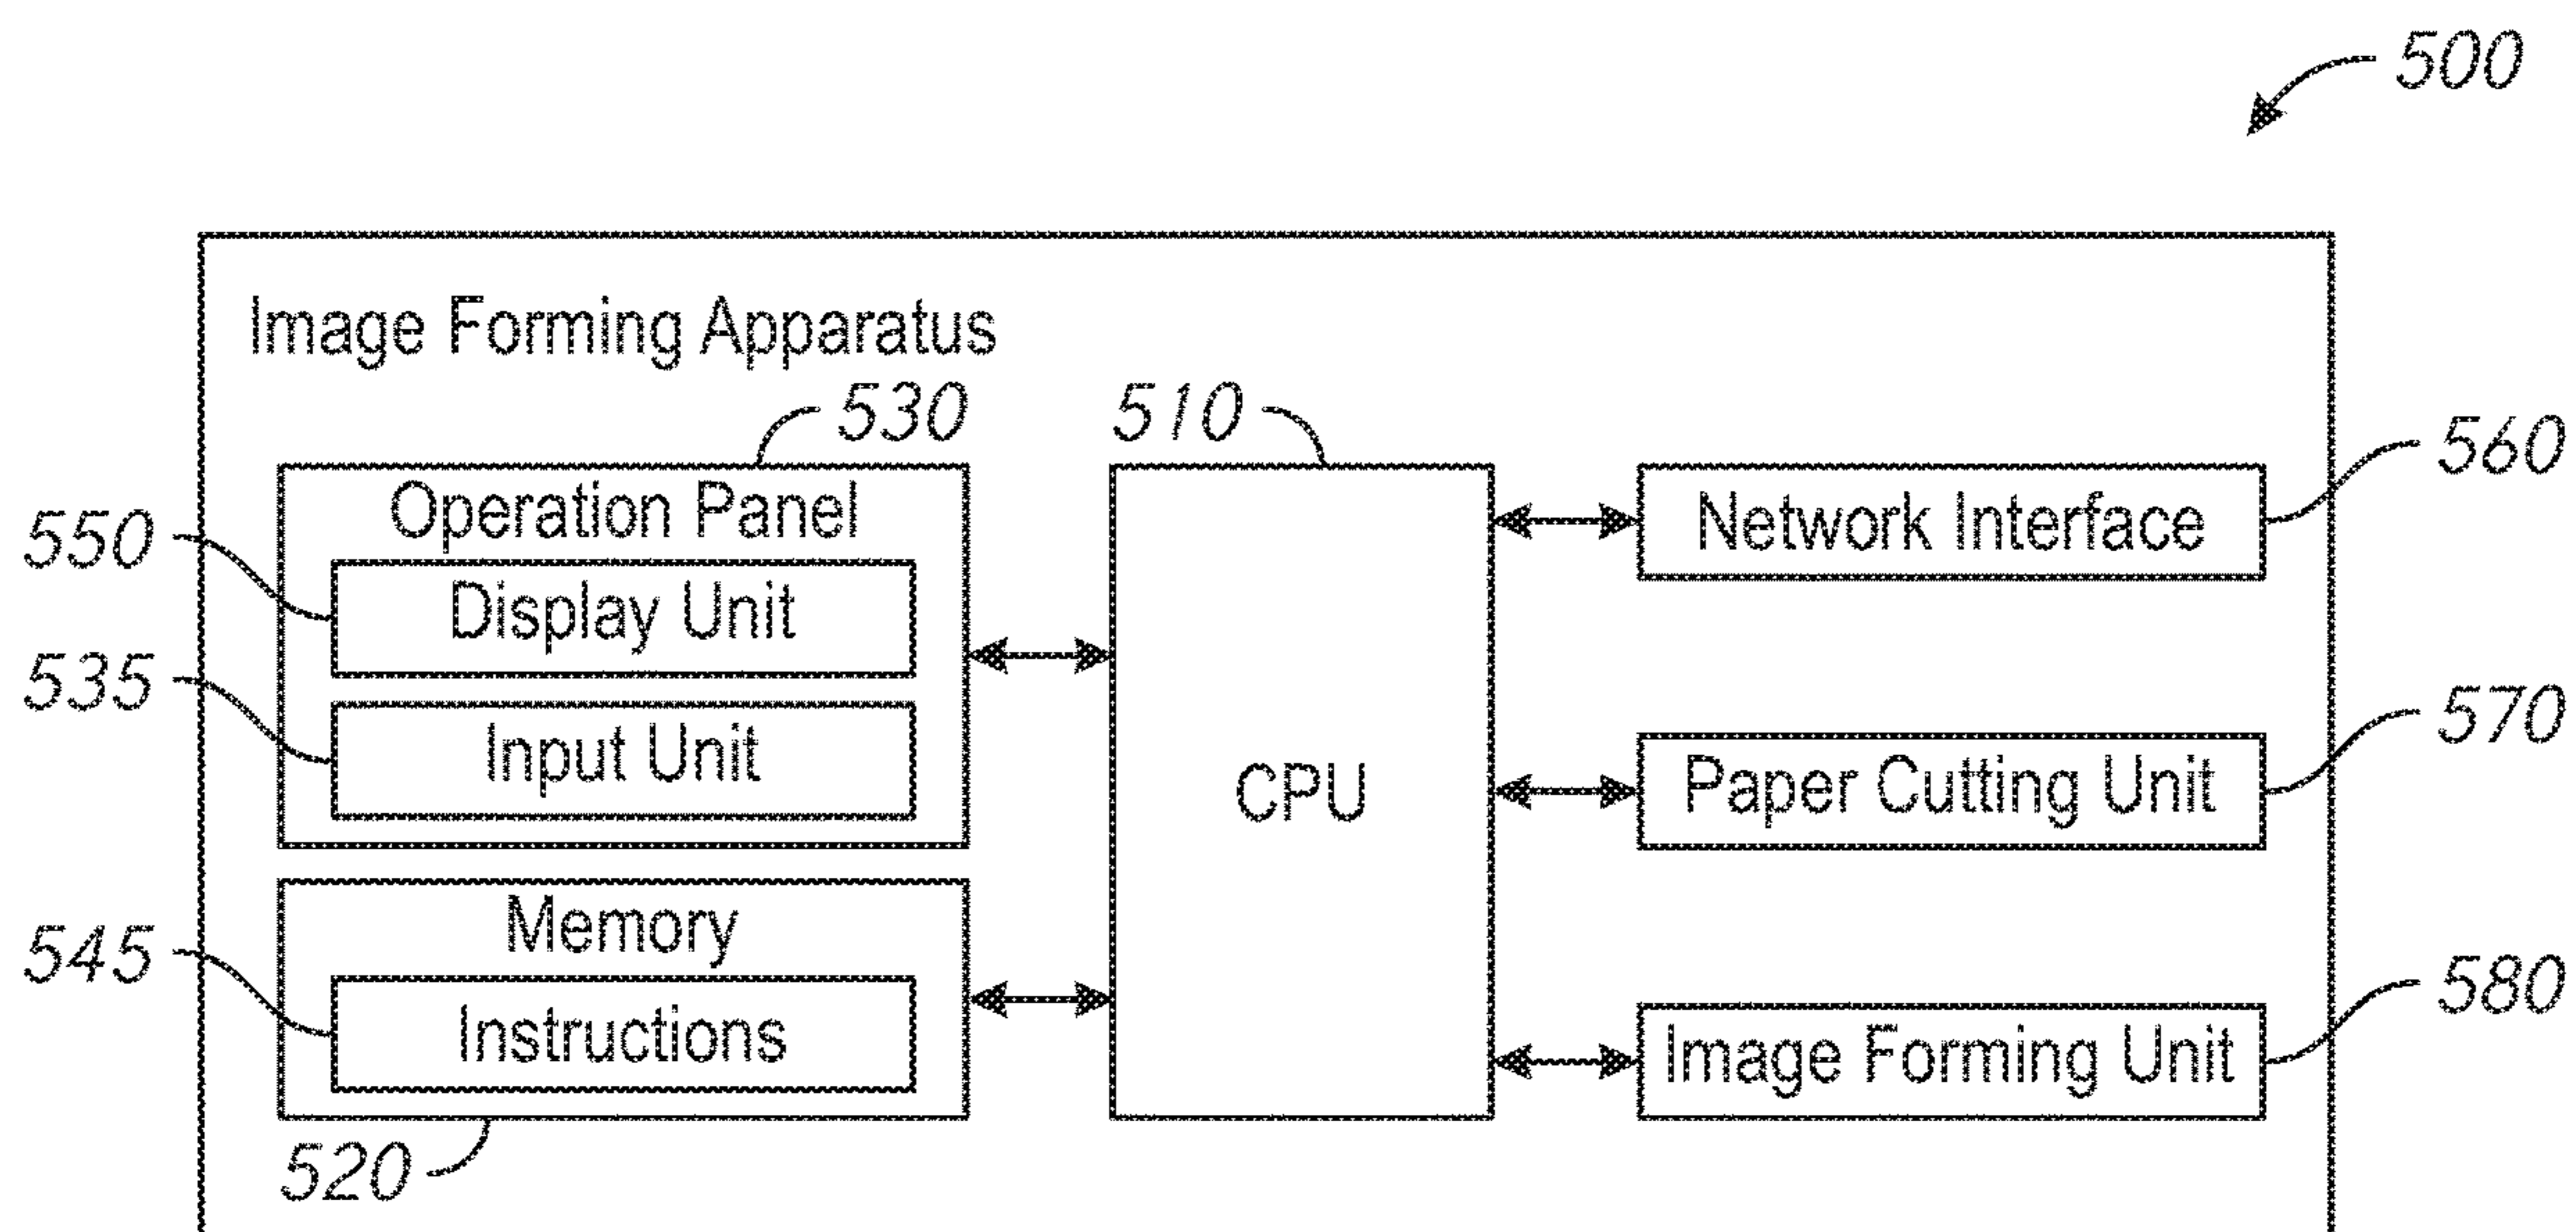 500
Image Forming Apparatus
530
510
560
Operation Panel
Network Interface
550
Display Unit
535
Input Unit
570
Paper Cutting Unit
CPU
Memory
545
Instructions
580
Image Forming Unit
520